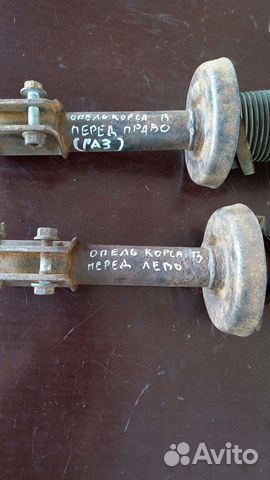 ОПЕЛЬ КОРСА В
ПЕРЕД ПРАВО
(ГАЗ)
ОПЕЛЬ КОРСА В
ПЕРЕД ЛЕВО
Avito